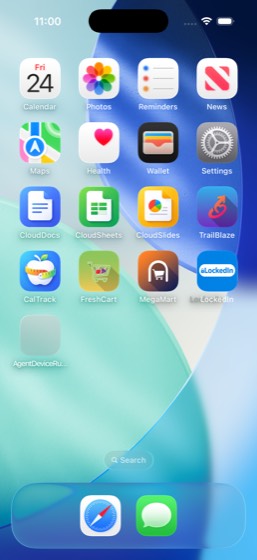 11:00
Fri
24
Calendar
Photos
Reminders
News
Maps
Health
Wallet
Settings
CloudDocs
CloudSheets
CloudSlides
TrailBlaze
CalTrack
FreshCart
MegaMart
LockedIn
LockedIn
AgentDeviceRu...
Search